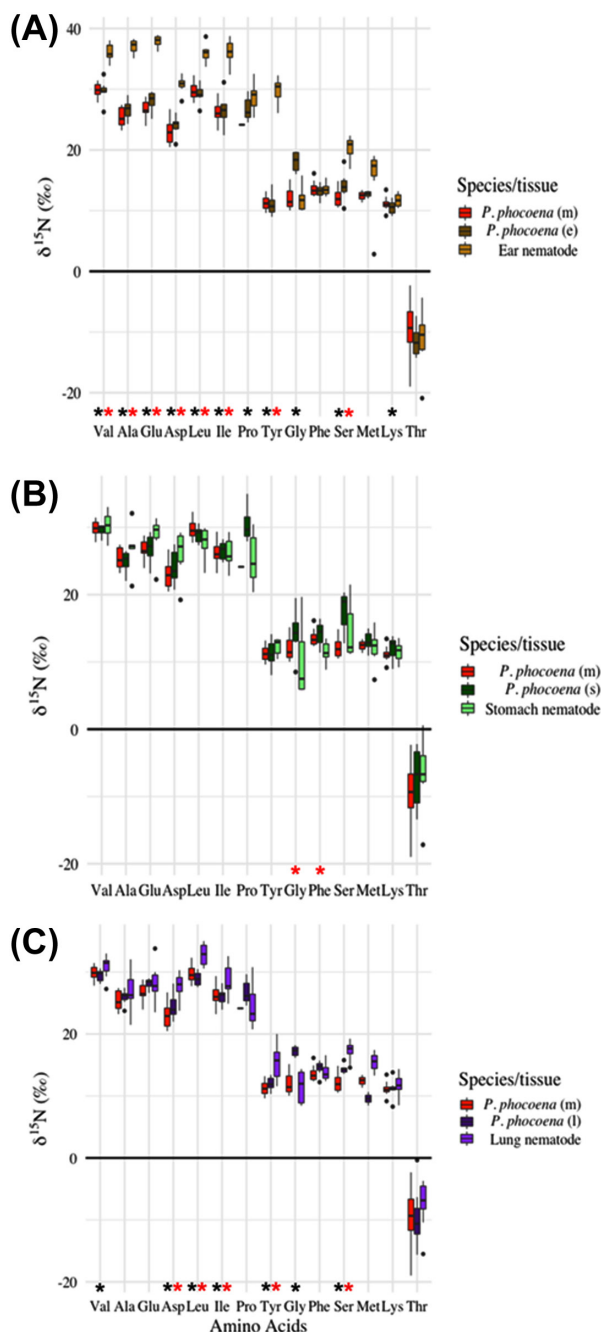 (A)
40
20
0
-20
δ15N (‰)
* * * * * * * * * * * * * * * * * * * *
Val Ala Glu Asp Leu Ile Pro Tyr Gly Phe Ser Met Lys Thr
Species/tissue
P. phocoena (m)
P. phocoena (e)
Ear nematode
(B)
20
0
-20
δ15N (‰)
* *
Val Ala Glu Asp Leu Ile Pro Tyr Gly Phe Ser Met Lys Thr
Species/tissue
P. phocoena (m)
P. phocoena (s)
Stomach nematode
(C)
20
0
-20
δ15N (‰)
* * * * * * * * * * * *
Val Ala Glu Asp Leu Ile Pro Tyr Gly Phe Ser Met Lys Thr
Amino Acids
Species/tissue
P. phocoena (m)
P. phocoena (l)
Lung nematode